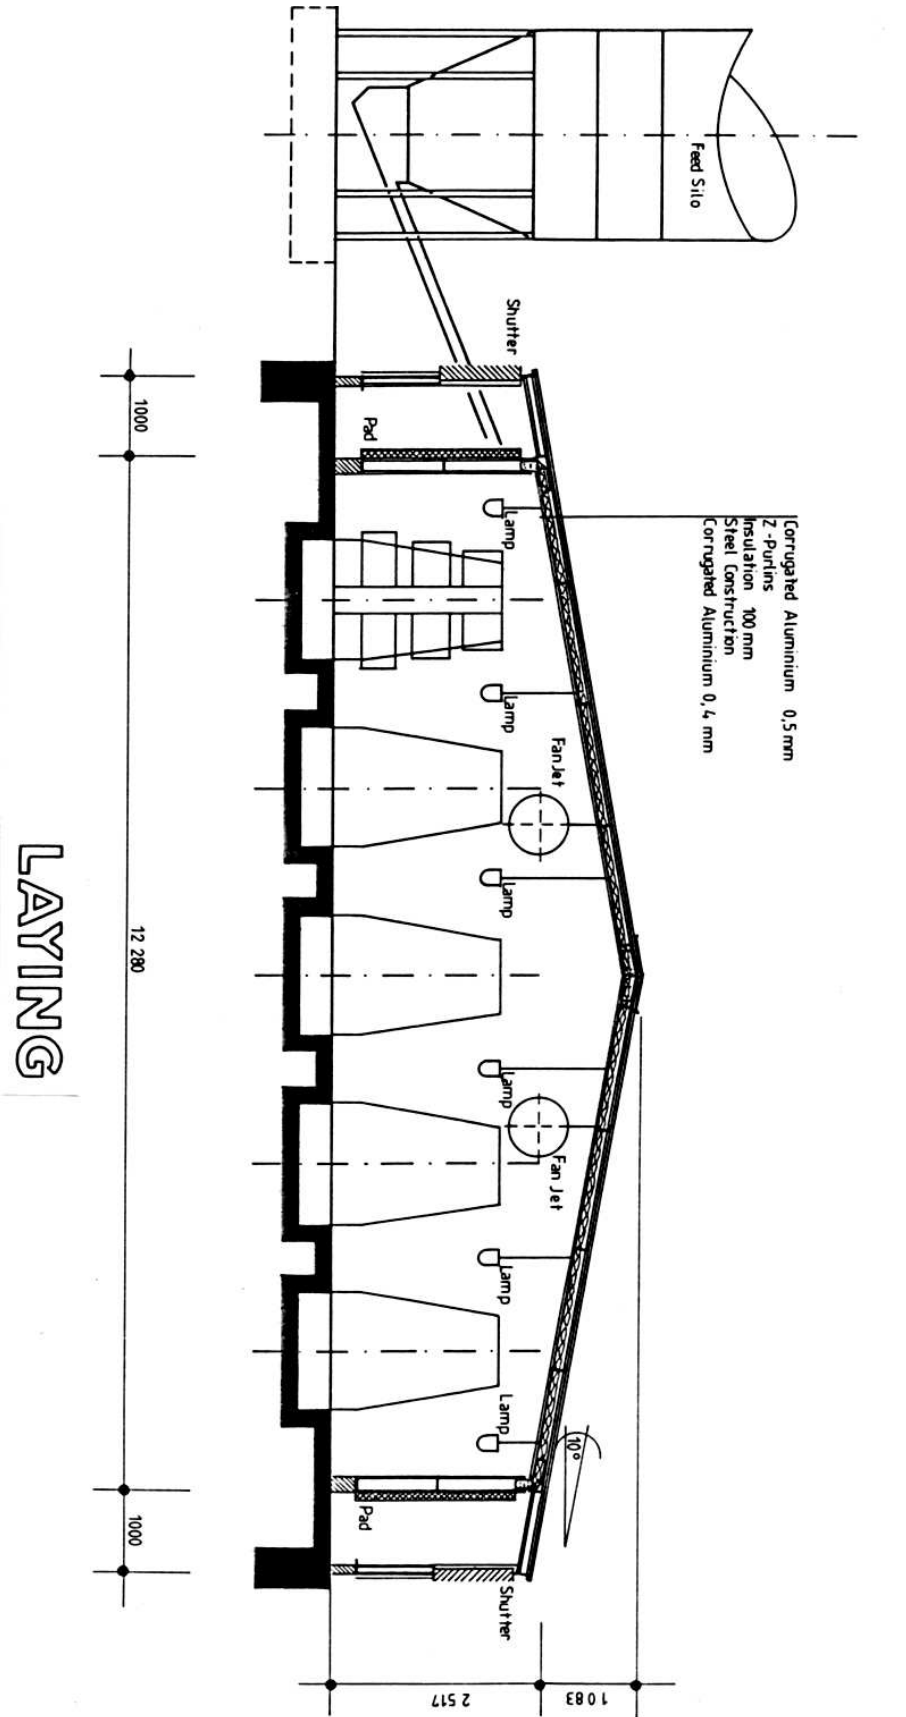 Feed Silo
Shutter
Pad
Corrugated Aluminium 0,5 mm
Z -Purlins
Insulation 100 mm
Steel Construction
Corrugated Aluminium 0,4 mm
Lamp
Lamp
Fan Jet
Lamp
Lamp
Fan Jet
Lamp
Lamp
10°
Pad
Shutter
1000
12 280
1000
2 517
1083
LAYING